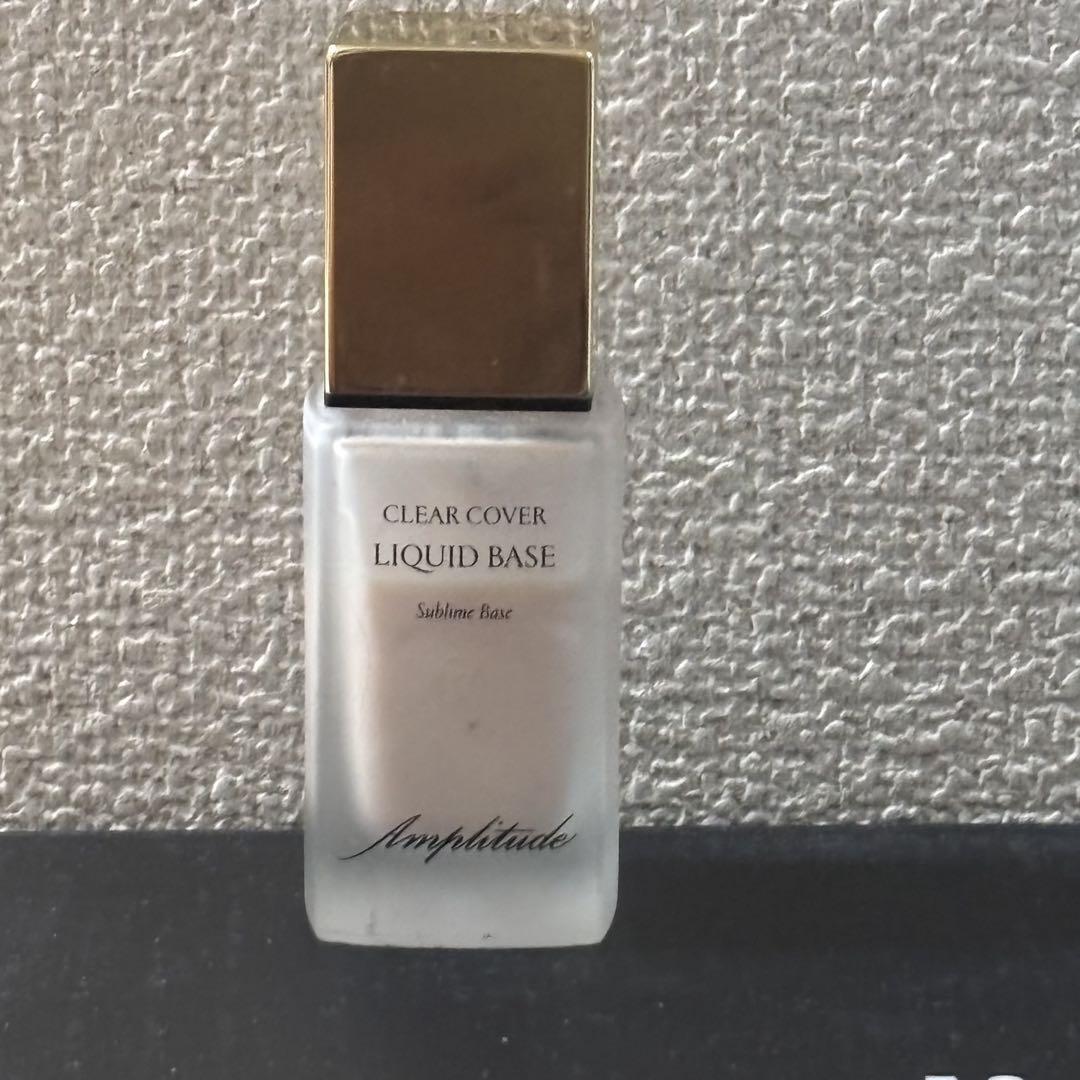 CLEAR COVER
LIQUID BASE
Sublime Base
Amplitude